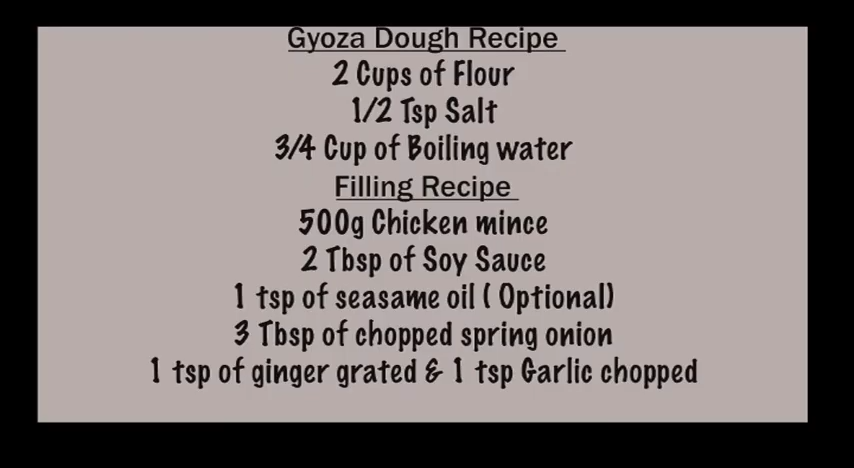 Gyoza Dough Recipe
2 Cups of Flour
1/2 Tsp Salt
3/4 Cup of Boiling water
Filling Recipe
500g Chicken mince
2 Tbsp of Soy Sauce
1 tsp of seasame oil ( Optional)
3 Tbsp of chopped spring onion
1 tsp of ginger grated & 1 tsp Garlic chopped